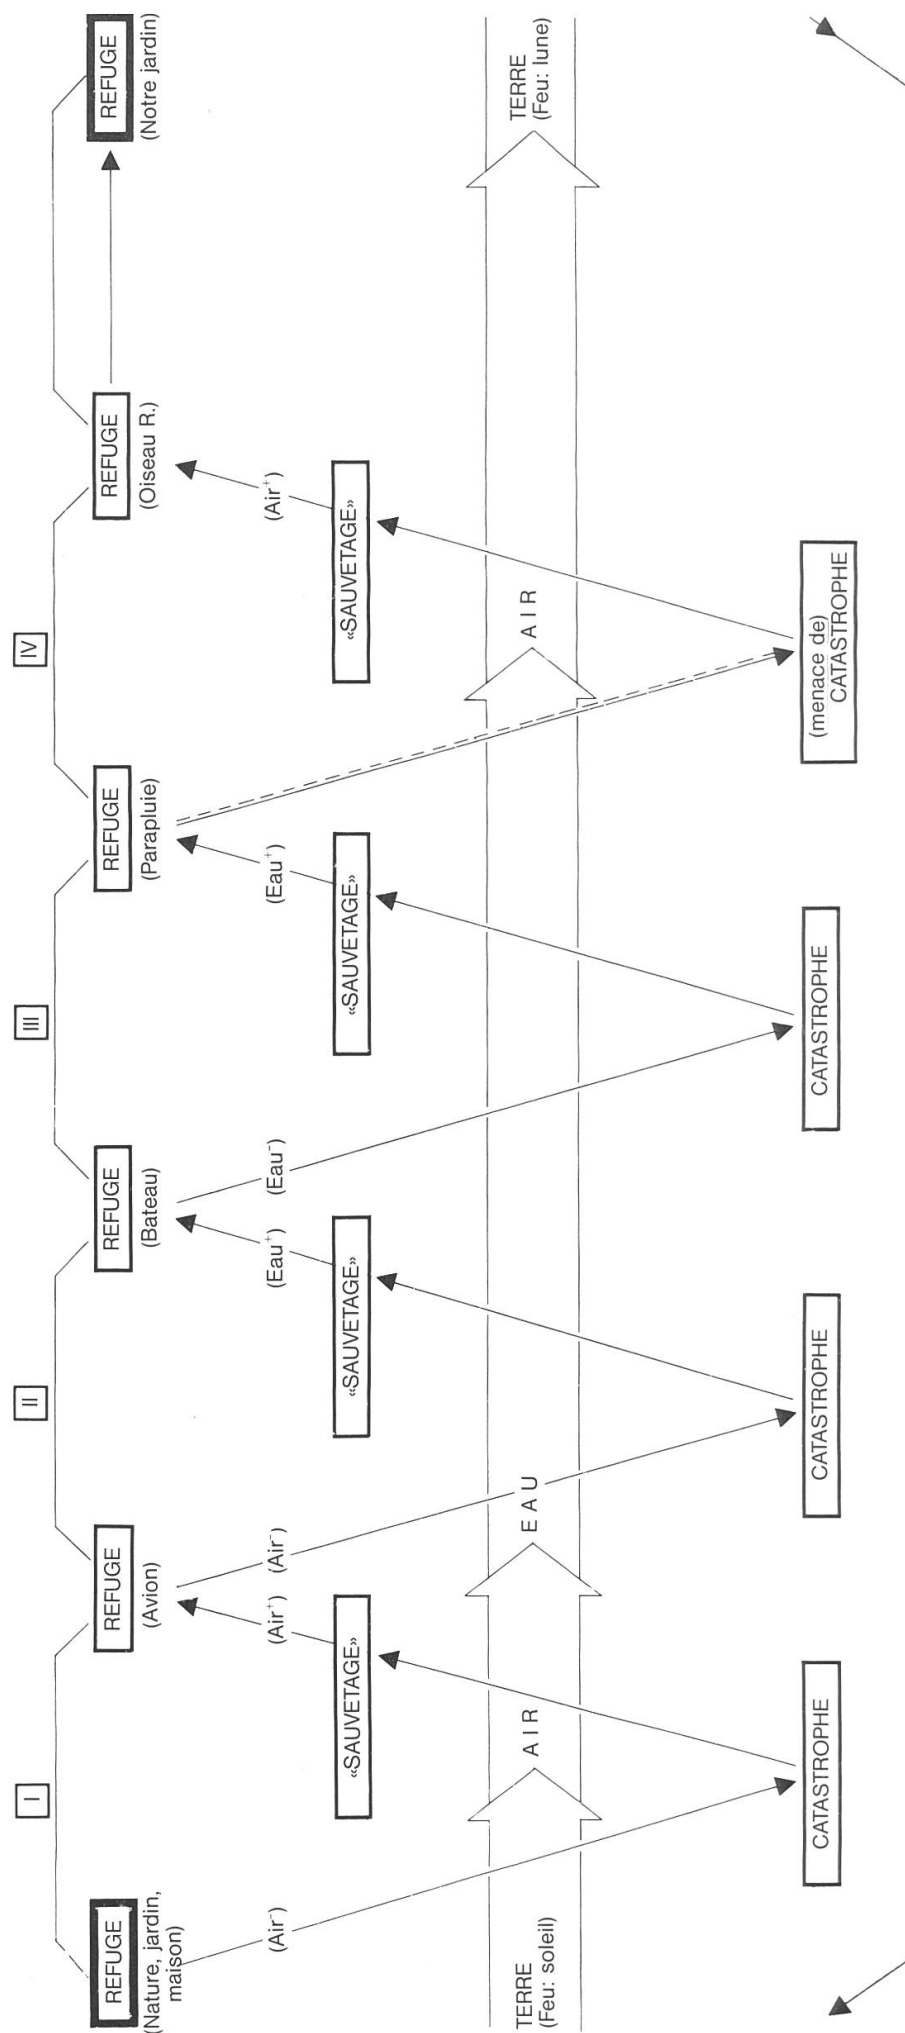 I
II
III
IV
REFUGE
(Nature, jardin,
maison)
REFUGE
(Avion)
REFUGE
(Bateau)
REFUGE
(Parapluie)
REFUGE
(Oiseau R.)
REFUGE
(Notre jardin)
(Air⁻)
(Air⁺)
(Air⁻)
(Eau⁺)
(Eau⁻)
(Eau⁺)
(Air⁺)
«SAUVETAGE»
«SAUVETAGE»
«SAUVETAGE»
«SAUVETAGE»
TERRE
(Feu: soleil)
AIR
EAU
AIR
TERRE
(Feu: lune)
CATASTROPHE
CATASTROPHE
CATASTROPHE
(menace de)
CATASTROPHE